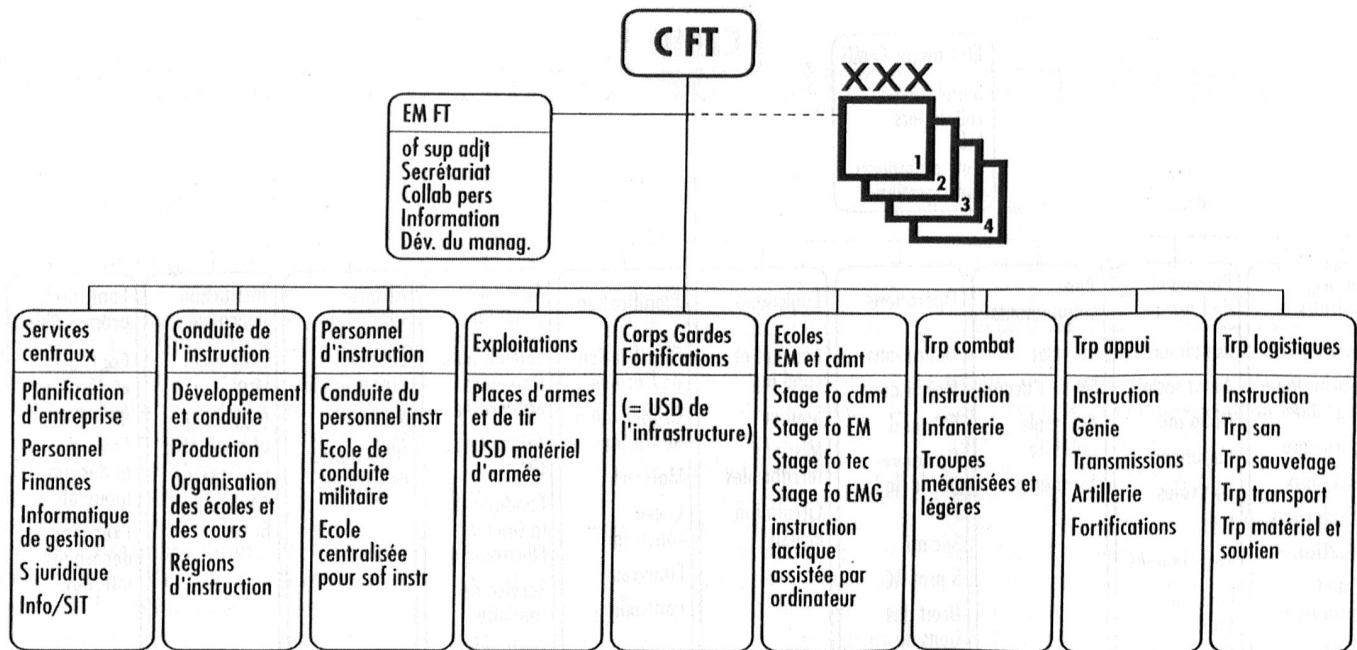 C FT
XXX
1
2
3
4
EM FT
of sup adjt
Secrétariat
Collab pers
Information
Dév. du manag.
Services
centraux
Planification
d'entreprise
Personnel
Finances
Informatique
de gestion
S juridique
Info/SIT
Conduite de
l'instruction
Développement
et conduite
Production
Organisation
des écoles et
des cours
Régions
d'instruction
Personnel
d'instruction
Conduite du
personnel instr
Ecole de
conduite
militaire
Ecole
centralisée
pour sof instr
Exploitations
Places d'armes
et de tir
USD matériel
d'armée
Corps Gardes
Fortifications
(= USD de
l'infrastructure)
Ecoles
EM et cdmt
Stage fo cdmt
Stage fo EM
Stage fo tec
Stage fo EMG
instruction
tactique
assistée par
ordinateur
Trp combat
Instruction
Infanterie
Troupes
mécanisées et
légères
Trp appui
Instruction
Génie
Transmissions
Artillerie
Fortifications
Trp logistiques
Instruction
Trp san
Trp sauvetage
Trp transport
Trp matériel et
soutien